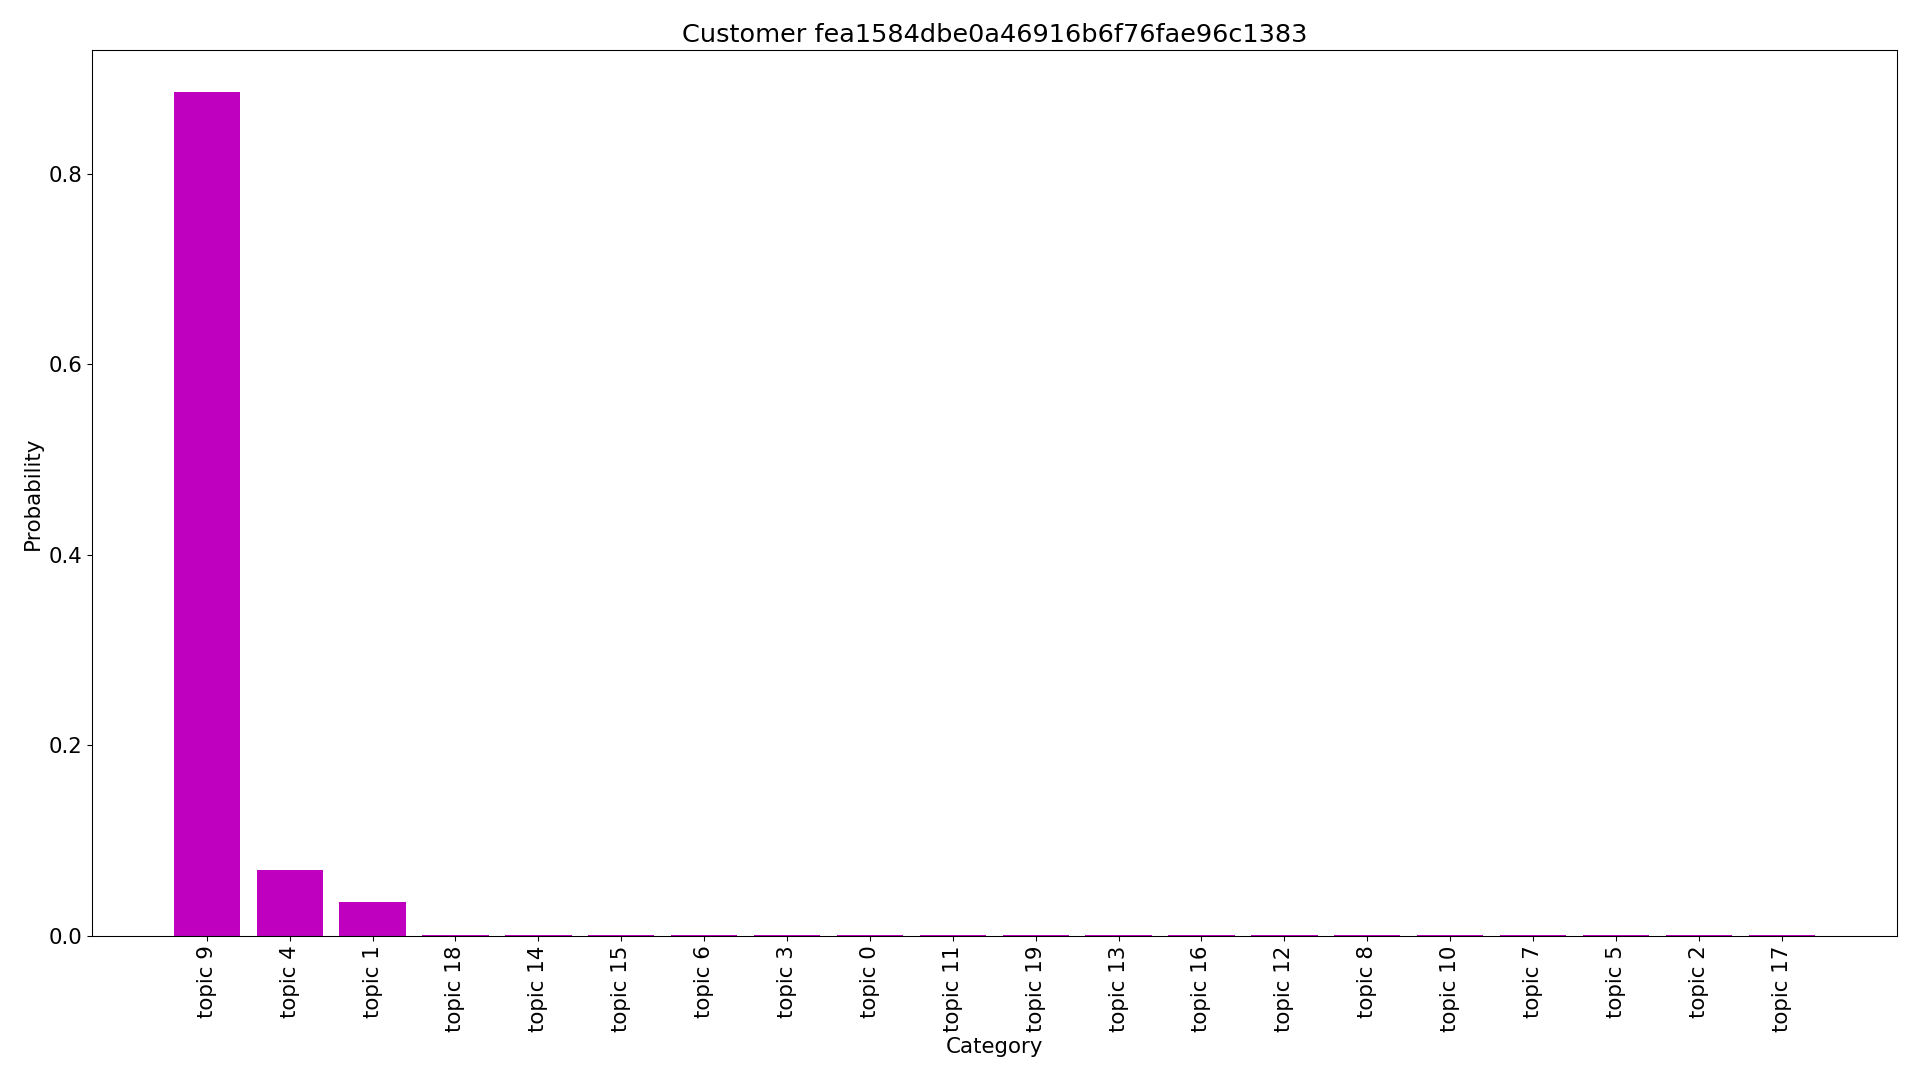 Customer fea1584dbe0a46916b6f76fae96c1383
Probability
0.8
0.6
0.4
0.2
0.0
topic 9
topic 4
topic 1
topic 18
topic 14
topic 15
topic 6
topic 3
topic 0
topic 11
topic 19
topic 13
topic 16
topic 12
topic 8
topic 10
topic 7
topic 5
topic 2
topic 17
Category